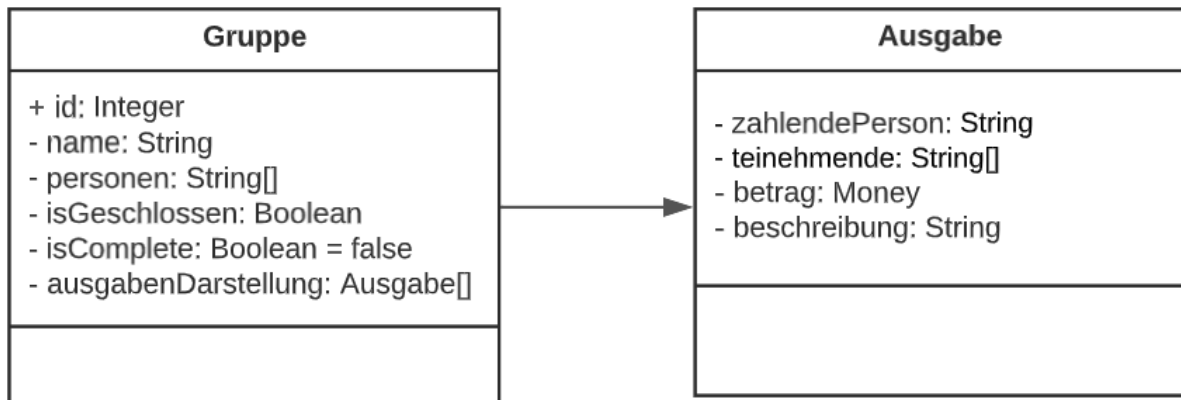 Gruppe
+ id: Integer
- name: String
- personen: String[]
- isGeschlossen: Boolean
- isComplete: Boolean = false
- ausgabenDarstellung: Ausgabe[]
Ausgabe
- zahlendePerson: String
- teinehmende: String[]
- betrag: Money
- beschreibung: String